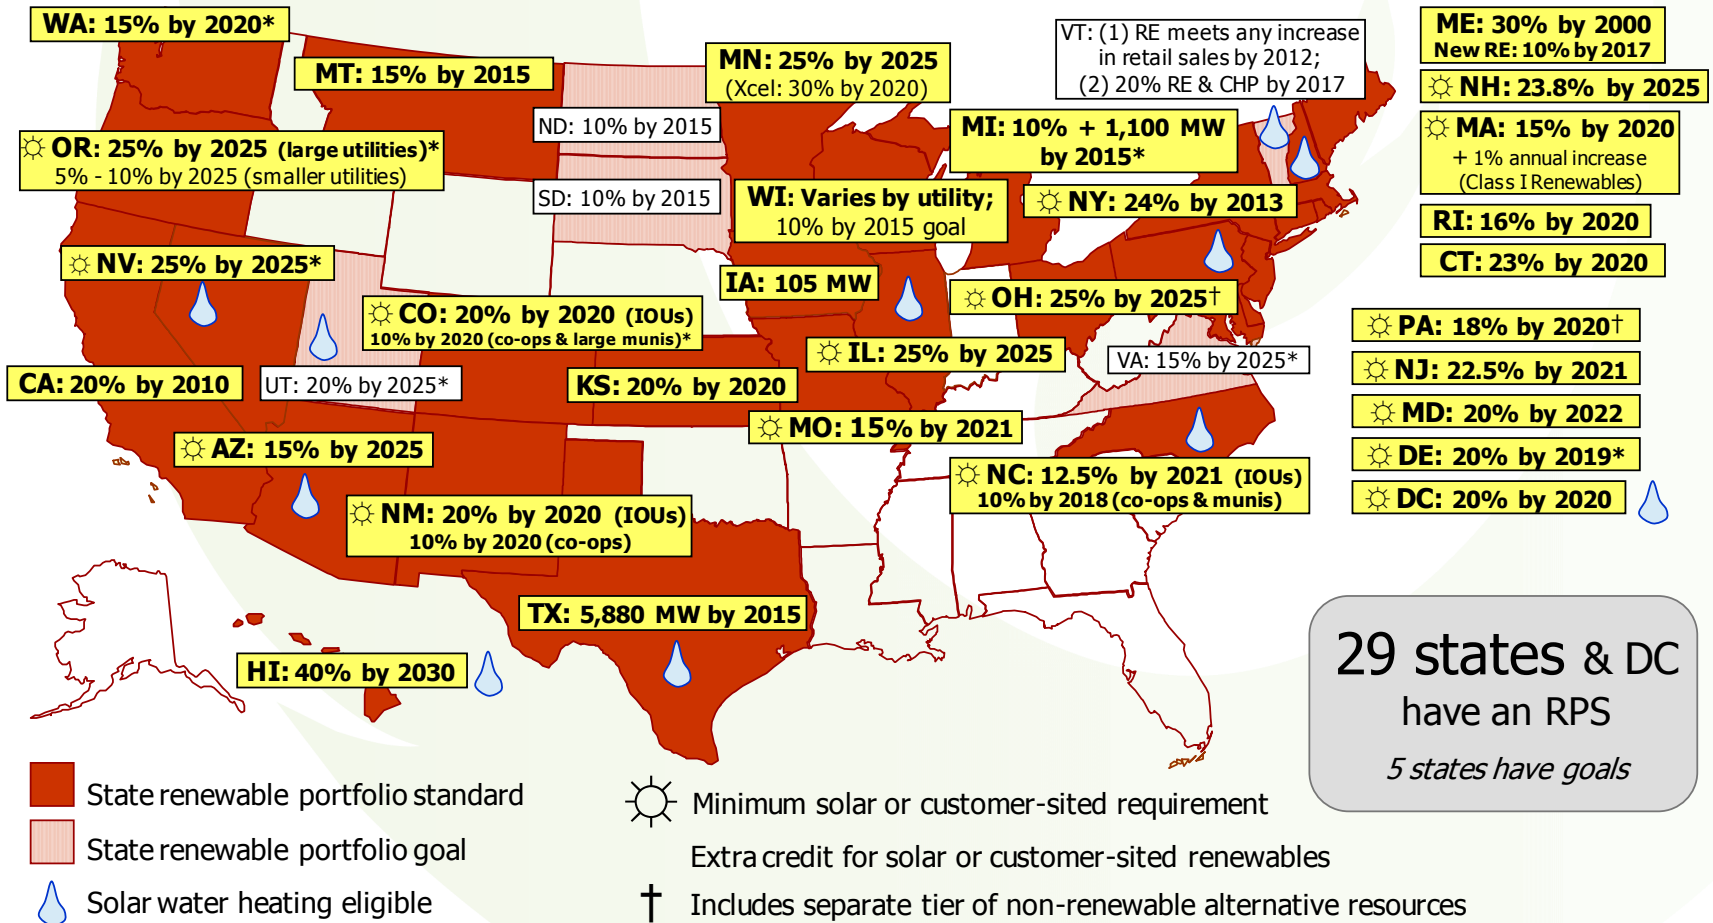 WA: 15% by 2020*
MT: 15% by 2015
MN: 25% by 2025
(Xcel: 30% by 2020)
VT: (1) RE meets any increase
in retail sales by 2012;
(2) 20% RE & CHP by 2017
ME: 30% by 2000
New RE: 10% by 2017
☼ NH: 23.8% by 2025
☼ MA: 15% by 2020
+ 1% annual increase
(Class I Renewables)
RI: 16% by 2020
CT: 23% by 2020
ND: 10% by 2015
☼ OR: 25% by 2025 (large utilities)*
5% - 10% by 2025 (smaller utilities)
MI: 10% + 1,100 MW
by 2015*
SD: 10% by 2015
WI: Varies by utility;
10% by 2015 goal
☼ NY: 24% by 2013
☼ NV: 25% by 2025*
IA: 105 MW
☼ OH: 25% by 2025†
☼ CO: 20% by 2020 (IOUs)
10% by 2020 (co-ops & large munis)*
☼ IL: 25% by 2025
VA: 15% by 2025*
☼ PA: 18% by 2020†
☼ NJ: 22.5% by 2021
☼ MD: 20% by 2022
☼ DE: 20% by 2019*
☼ DC: 20% by 2020
CA: 20% by 2010
UT: 20% by 2025*
KS: 20% by 2020
☼ MO: 15% by 2021
☼ AZ: 15% by 2025
☼ NC: 12.5% by 2021 (IOUs)
10% by 2018 (co-ops & munis)
☼ NM: 20% by 2020 (IOUs)
10% by 2020 (co-ops)
TX: 5,880 MW by 2015
HI: 40% by 2030
29 states & DC
have an RPS
5 states have goals
State renewable portfolio standard
State renewable portfolio goal
Solar water heating eligible
☼ Minimum solar or customer-sited requirement
Extra credit for solar or customer-sited renewables
† Includes separate tier of non-renewable alternative resources